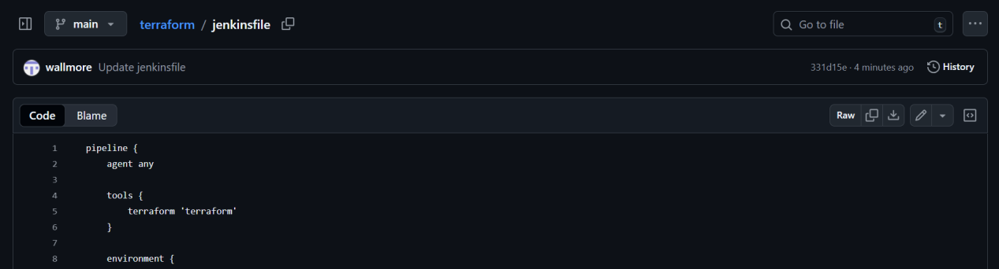 main
terraform / jenkinsfile
Go to file
t
wallmore Update jenkinsfile
331d15e · 4 minutes ago
History
Code
Blame
Raw
1 pipeline {
2 agent any
3
4 tools {
5 terraform 'terraform'
6 }
7
8 environment {